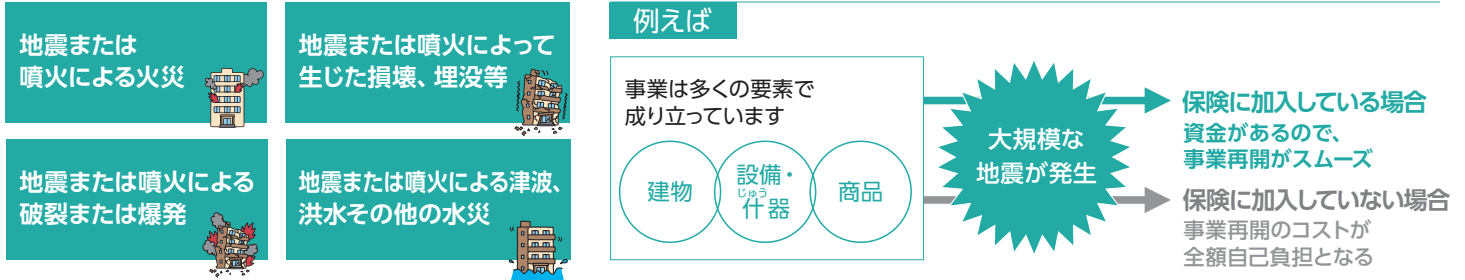 地震または
噴火による火災
地震または噴火によって
生じた損壊、埋没等
地震または噴火による
破裂または爆発
地震または噴火による津波、
洪水その他の水災
例えば
事業は多くの要素で
成り立っています
建物
設備・
じゅう
什器
商品
大規模な
地震が発生
保険に加入している場合
資金があるので、
事業再開がスムーズ
保険に加入していない場合
事業再開のコストが
全額自己負担となる